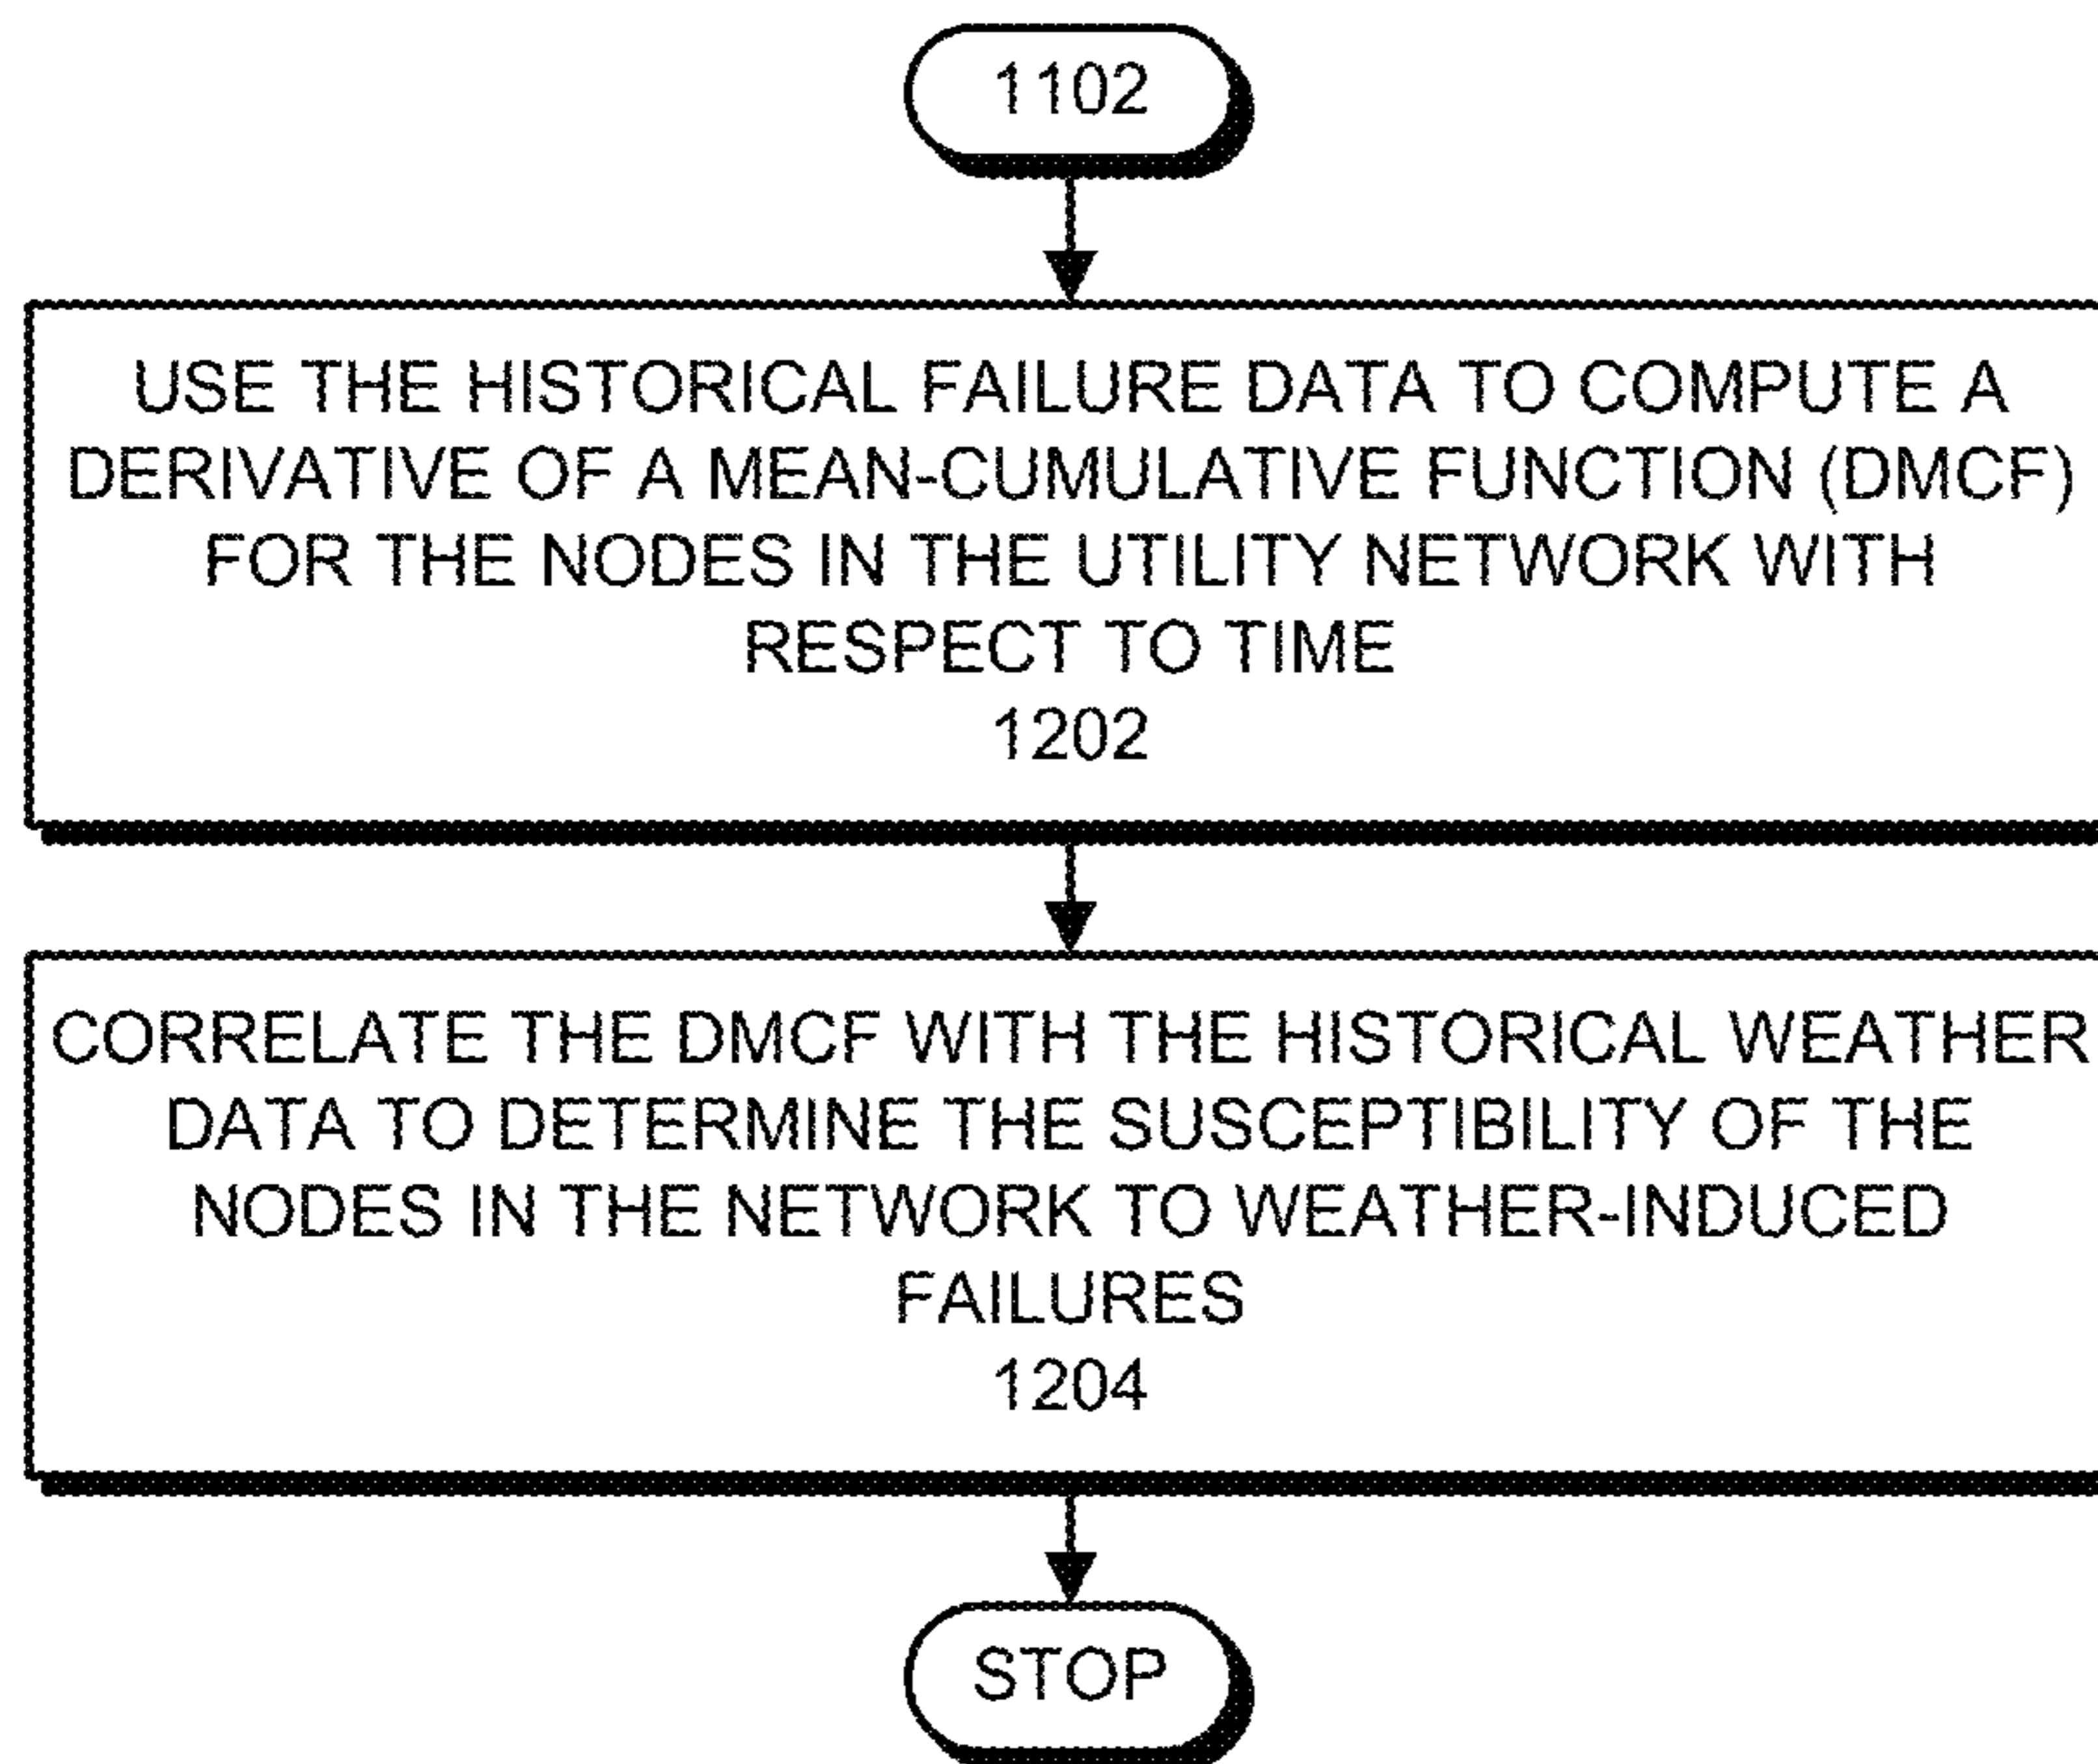 1102
USE THE HISTORICAL FAILURE DATA TO COMPUTE A
DERIVATIVE OF A MEAN-CUMULATIVE FUNCTION (DMCF)
FOR THE NODES IN THE UTILITY NETWORK WITH
RESPECT TO TIME
1202
CORRELATE THE DMCF WITH THE HISTORICAL WEATHER
DATA TO DETERMINE THE SUSCEPTIBILITY OF THE
NODES IN THE NETWORK TO WEATHER-INDUCED
FAILURES
1204
STOP